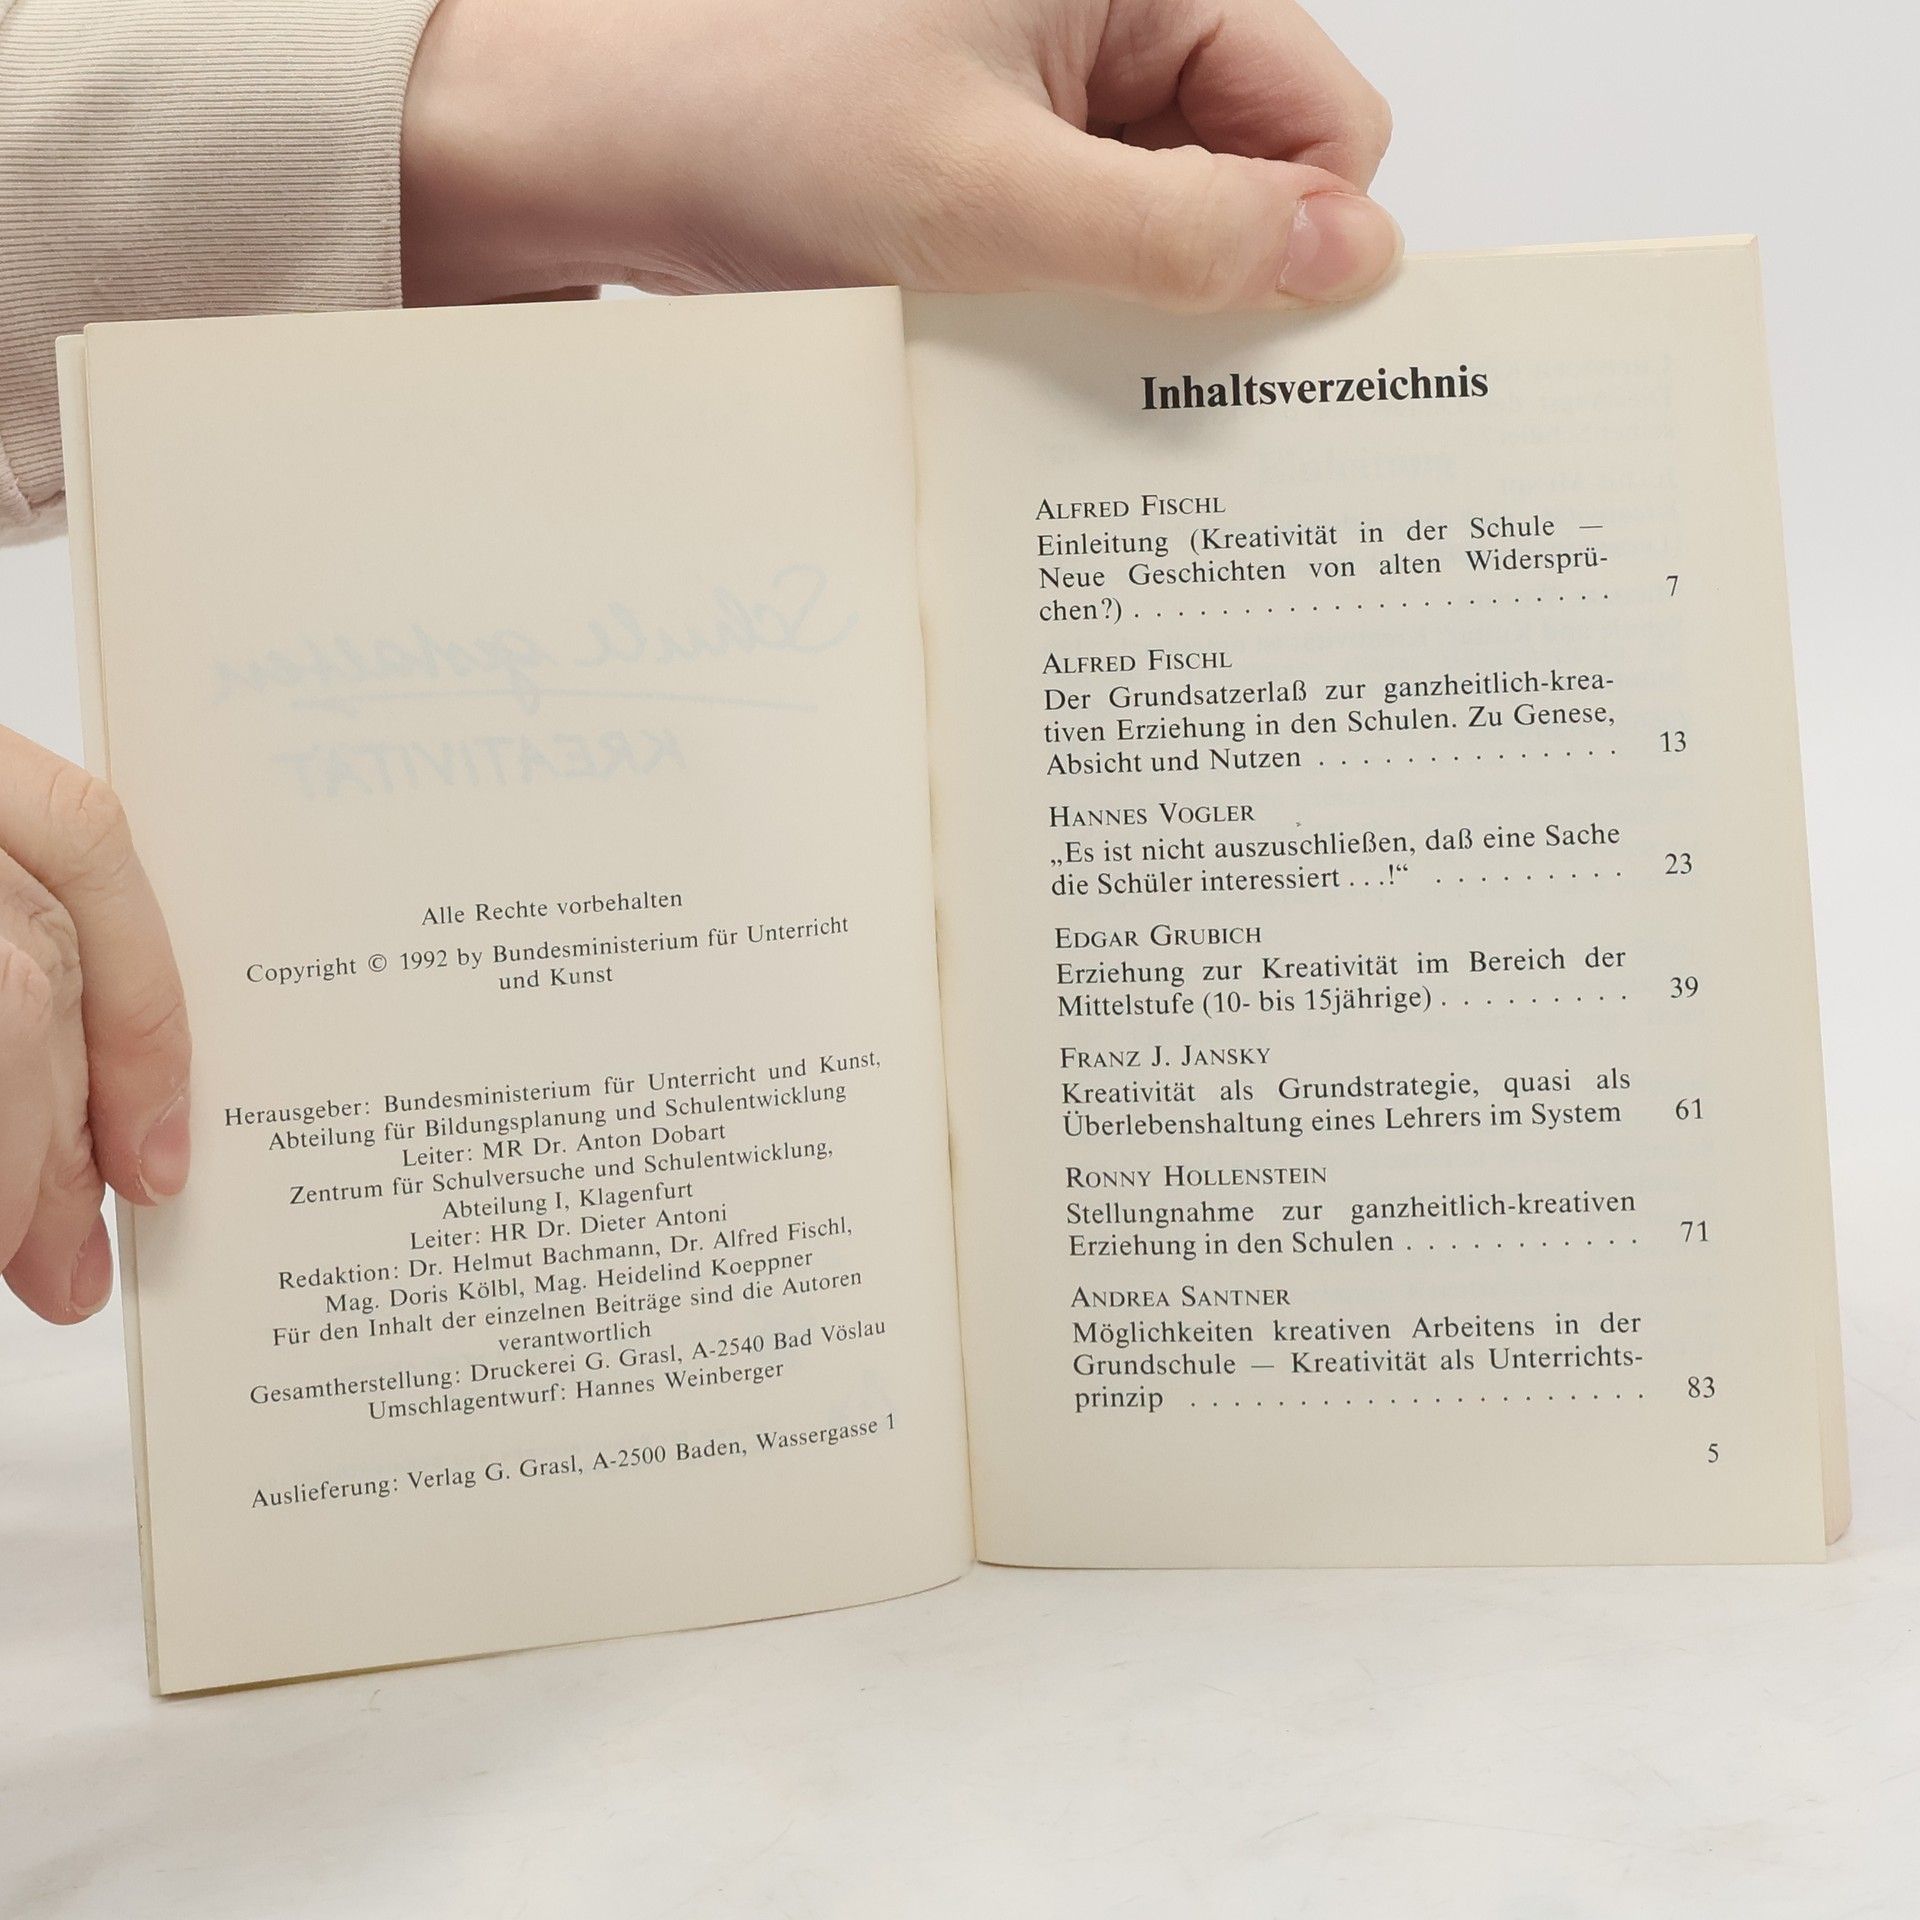 Schule gestalten
KREATIVITÄT
Alle Rechte vorbehalten
Copyright © 1992 by Bundesministerium für Unterricht
und Kunst
Herausgeber: Bundesministerium für Unterricht und Kunst,
Abteilung für Bildungsplanung und Schulentwicklung
Leiter: MR Dr. Anton Dobart
Zentrum für Schulversuche und Schulentwicklung,
Abteilung I, Klagenfurt
Leiter: HR Dr. Dieter Antoni
Redaktion: Dr. Helmut Bachmann, Dr. Alfred Fischl,
Mag. Doris Kölbl, Mag. Heidelind Koeppner
Für den Inhalt der einzelnen Beiträge sind die Autoren
verantwortlich
Gesamtherstellung: Druckerei G. Grasl, A-2540 Bad Vöslau
Umschlagentwurf: Hannes Weinberger
Auslieferung: Verlag G. Grasl, A-2500 Baden, Wassergasse 1
Inhaltsverzeichnis
ALFRED FISCHL
Einleitung (Kreativität in der Schule —
Neue Geschichten von alten Widersprü-
chen?) . . . . . . . . . . . . . . . . . . . . . . 7
ALFRED FISCHL
Der Grundsatzerlaß zur ganzheitlich-krea-
tiven Erziehung in den Schulen. Zu Genese,
Absicht und Nutzen . . . . . . . . . . . . . . 13
HANNES VOGLER
„Es ist nicht auszuschließen, daß eine Sache
die Schüler interessiert . . .!“ . . . . . . . . . 23
EDGAR GRUBICH
Erziehung zur Kreativität im Bereich der
Mittelstufe (10- bis 15jährige) . . . . . . . . . 39
FRANZ J. JANSKY
Kreativität als Grundstrategie, quasi als
Überlebenshaltung eines Lehrers im System 61
RONNY HOLLENSTEIN
Stellungnahme zur ganzheitlich-kreativen
Erziehung in den Schulen . . . . . . . . . . . 71
ANDREA SANTNER
Möglichkeiten kreativen Arbeitens in der
Grundschule — Kreativität als Unterrichts-
prinzip . . . . . . . . . . . . . . . . . . . . . 83
5